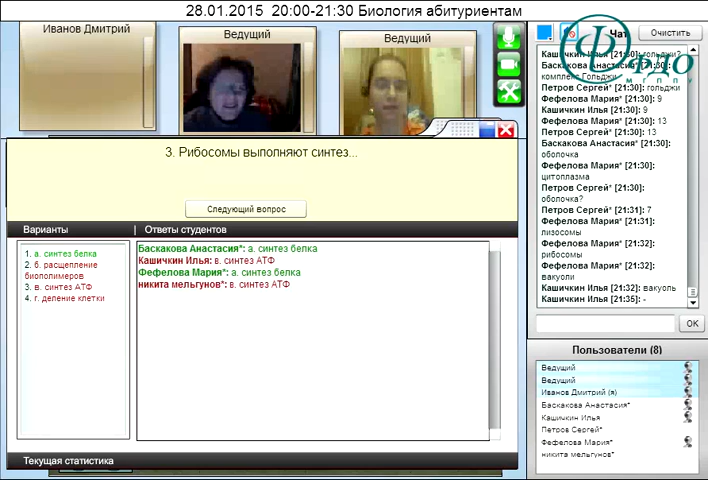 28.01.2015 20:00-21:30 Биология абитуриентам
Иванов Дмитрий
Ведущий
Ведущий
Чат
Очистить
ФРДО
МГППУ
3. Рибосомы выполняют синтез...
Следующий вопрос
Варианты | Ответы студентов
1. а. синтез белка
2. б. расщепление
биополимеров
3. в. синтез АТФ
4. г. деление клетки
Баскакова Анастасия*: а. синтез белка
Кашичкин Илья: в. синтез АТФ
Фефелова Мария*: а. синтез белка
никита мельгунов*: в. синтез АТФ
Текущая статистика
Кашичкин Илья [21:30]: гольджи?
Баскакова Анастасия* [21:30]:
комплекс Гольджи
Петров Сергей* [21:30]: гольджи
Фефелова Мария* [21:30]: 9
Кашичкин Илья [21:30]: 9
Фефелова Мария* [21:30]: 13
Петров Сергей* [21:30]: 13
Баскакова Анастасия* [21:30]:
оболочка
Фефелова Мария* [21:30]:
цитоплазма
Петров Сергей* [21:30]:
оболочка?
Петров Сергей* [21:31]: 7
Фефелова Мария* [21:31]:
лизосомы
Фефелова Мария* [21:32]:
рибосомы
Фефелова Мария* [21:32]:
вакуоли
Кашичкин Илья [21:32]: вакуоль
Кашичкин Илья [21:35]: -
OK
Пользователи (8)
Ведущий
Ведущий
Иванов Дмитрий (я)
Баскакова Анастасия*
Кашичкин Илья
Петров Сергей*
Фефелова Мария*
никита мельгунов*